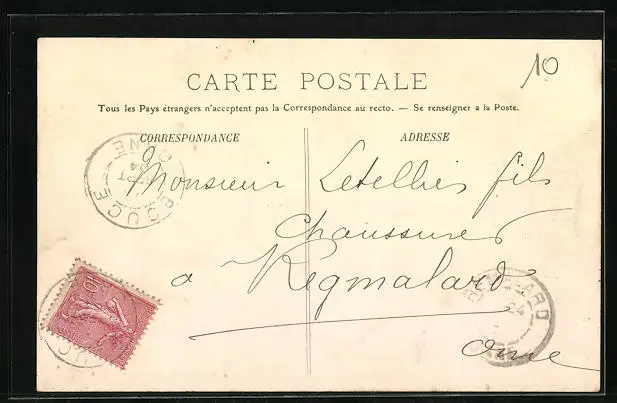 10
CARTE POSTALE
Tous les Pays étrangers n'acceptent pas la Correspondance au recto. — Se renseigner a la Poste.
CORRESPONDANCE
ADRESSE
Monsieur Letellier fils
Chaussures
a Regmalard
Orne
10